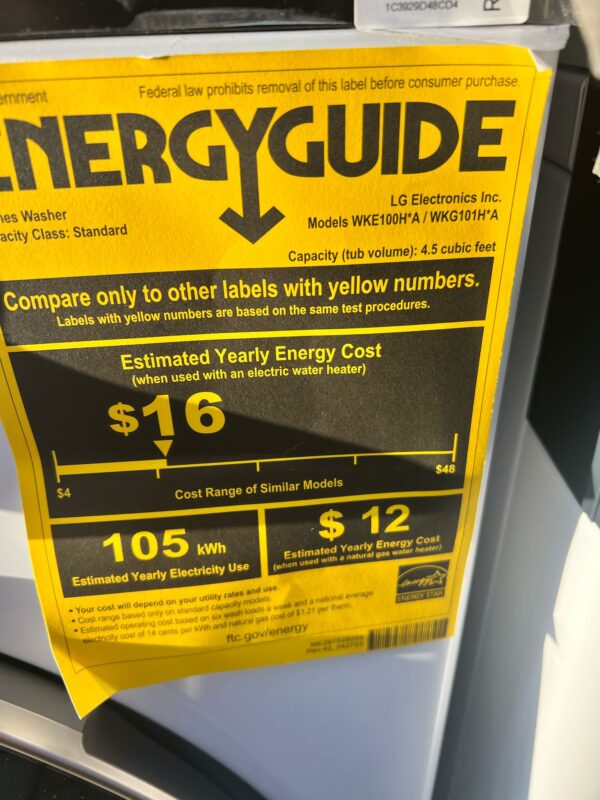 1C3929D48CD4
R
ernment
Federal law prohibits removal of this label before consumer purchase.
ENERGYGUIDE
hes Washer
acity Class: Standard
LG Electronics Inc.
Models WKE100H*A / WKG101H*A
Capacity (tub volume): 4.5 cubic feet
Compare only to other labels with yellow numbers.
Labels with yellow numbers are based on the same test procedures.
Estimated Yearly Energy Cost
(when used with an electric water heater)
$16
$4
$48
Cost Range of Similar Models
105 kWh
Estimated Yearly Electricity Use
$ 12
Estimated Yearly Energy Cost
(when used with a natural gas water heater)
• Your cost will depend on your utility rates and use.
• Cost range based only on standard capacity models.
• Estimated operating cost based on six wash loads a week and a national average
electricity cost of 14 cents per kWh and natural gas cost of $1.21 per therm.
ftc.gov/energy
energy
ENERGY STAR